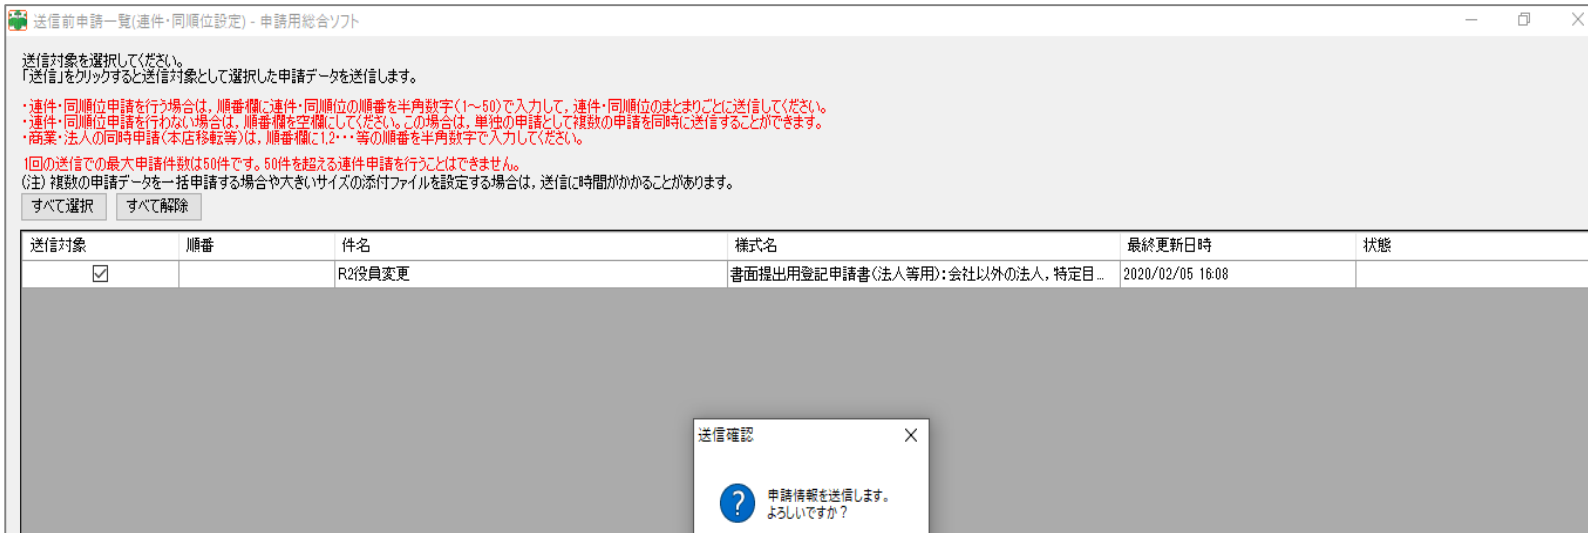 送信前申請一覧(連件・同順位設定) - 申請用総合ソフト
送信対象を選択してください。
「送信」をクリックすると送信対象として選択した申請データを送信します。
・連件・同順位申請を行う場合は，順番欄に連件・同順位の順番を半角数字（1～50）で入力して，連件・同順位のまとまりごとに送信してください。
・連件・同順位申請を行わない場合は，順番欄を空欄にしてください。この場合は，単独の申請として複数の申請を同時に送信することができます。
・商業・法人の同時申請（本店移転等）は，順番欄に1,2・・・等の順番を半角数字で入力してください。
1回の送信での最大申請件数は50件です。50件を超える連件申請を行うことはできません。
(注) 複数の申請データを一括申請する場合や大きいサイズの添付ファイルを設定する場合は，送信に時間がかかることがあります。
すべて選択 すべて解除
送信対象 順番 件名 様式名 最終更新日時 状態
R2役員変更 書面提出用登記申請書（法人等用）：会社以外の法人，特定目... 2020/02/05 16:08
送信確認
申請情報を送信します。
よろしいですか？